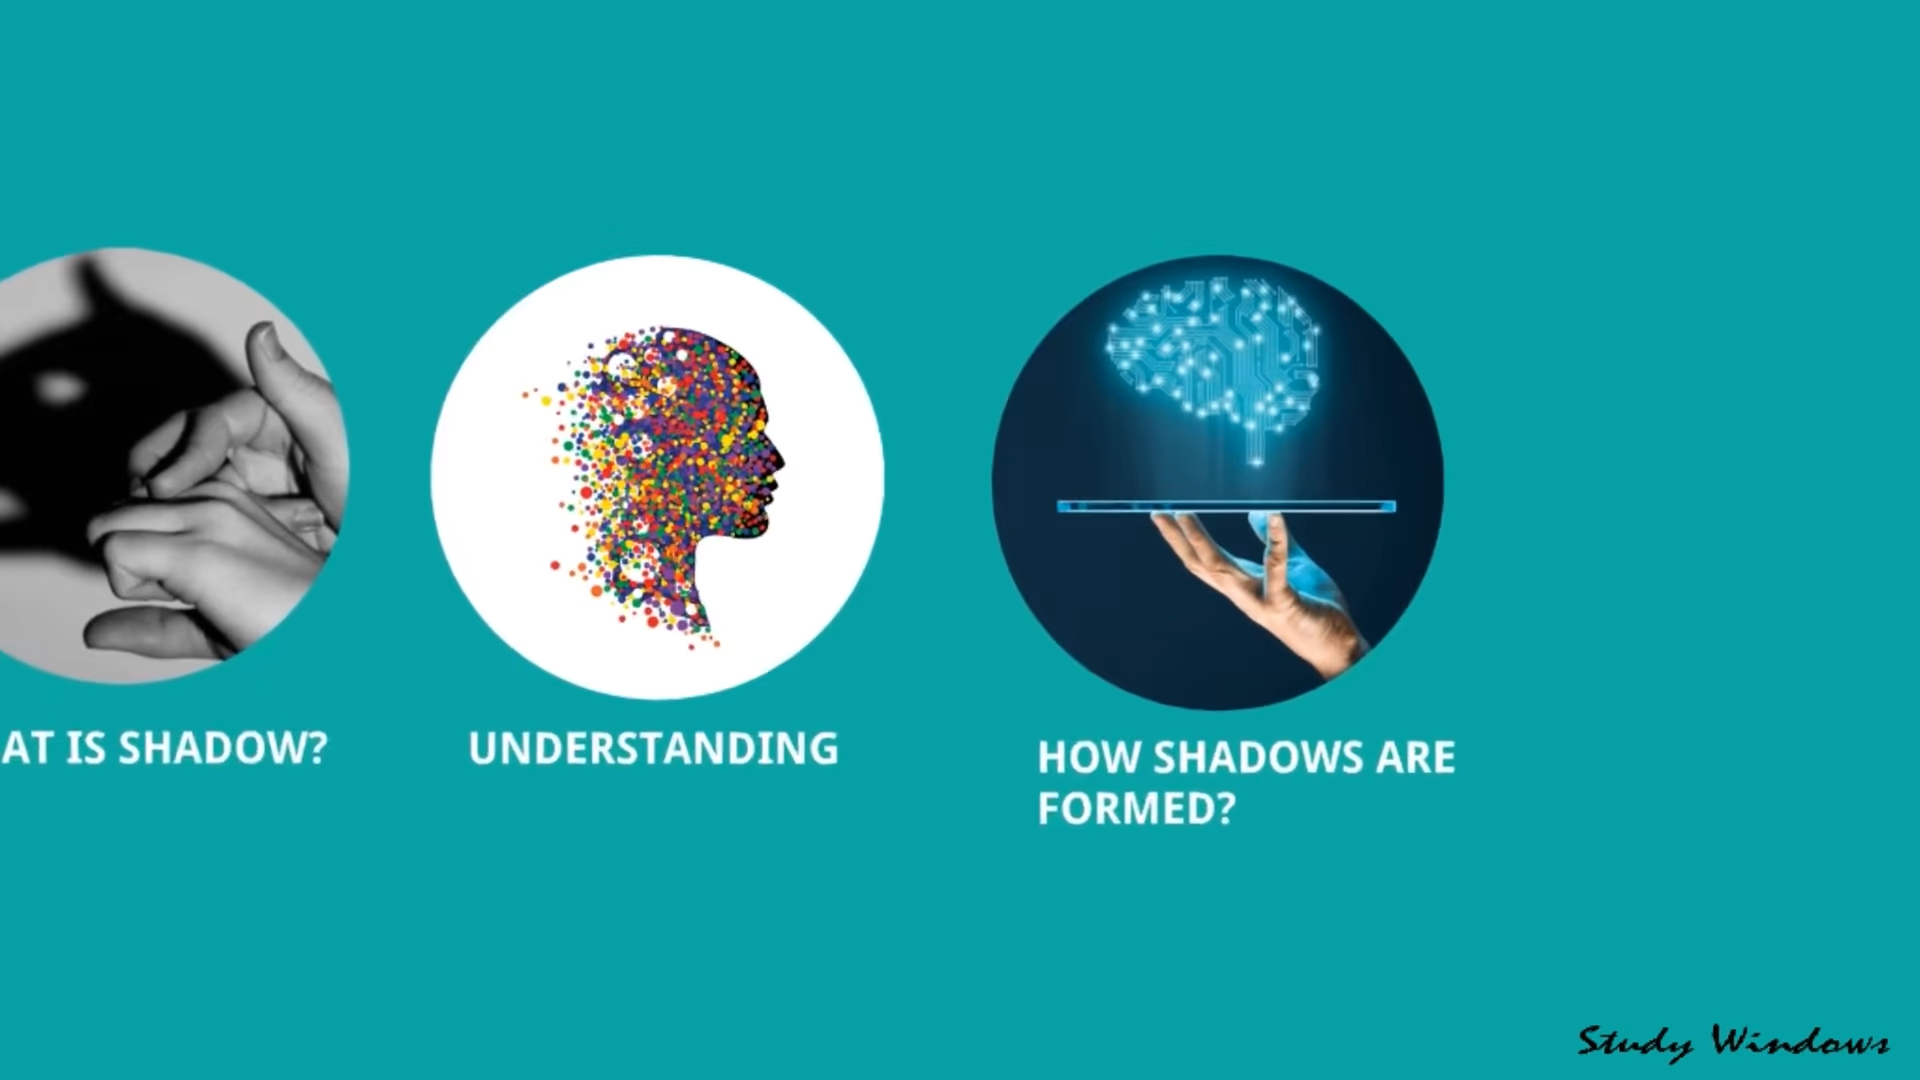 AT IS SHADOW?
UNDERSTANDING
HOW SHADOWS ARE
FORMED?
Study Windows